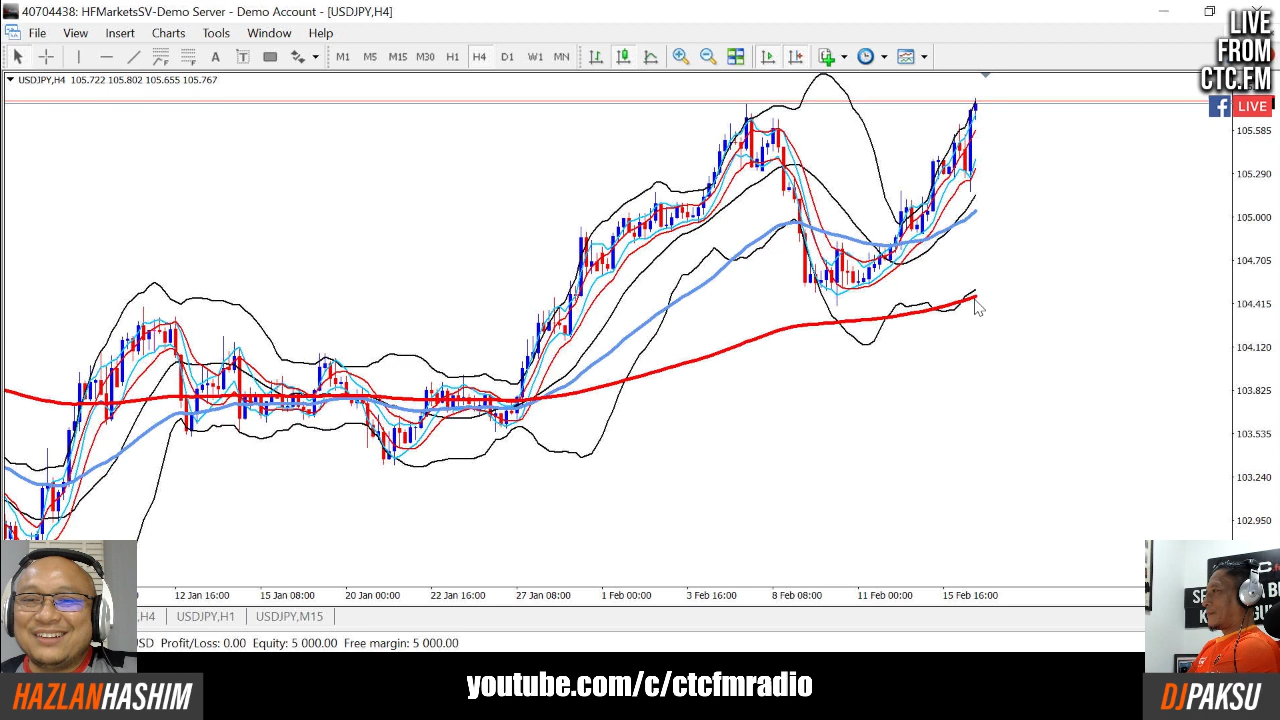 40704438: HFMarketsSV-Demo Server - Demo Account - [USDJPY,H4]
File View Insert Charts Tools Window Help
A T M1 M5 M15 M30 H1 H4 D1 W1 MN
LIVE
FROM
CTC.FM
f LIVE
USDJPY,H4 105.722 105.802 105.655 105.767
105.585
105.290
105.000
104.705
104.415
104.120
103.825
103.535
103.240
102.950
12 Jan 16:00 15 Jan 08:00 20 Jan 00:00 22 Jan 16:00 27 Jan 08:00 1 Feb 00:00 3 Feb 16:00 8 Feb 08:00 11 Feb 00:00 15 Feb 16:00
H4 USDJPY,H1 USDJPY,M15
SD Profit/Loss: 0.00 Equity: 5 000.00 Free margin: 5 000.00
HAZLANHASHIM
youtube.com/c/ctcfmradio
DJPAKSU